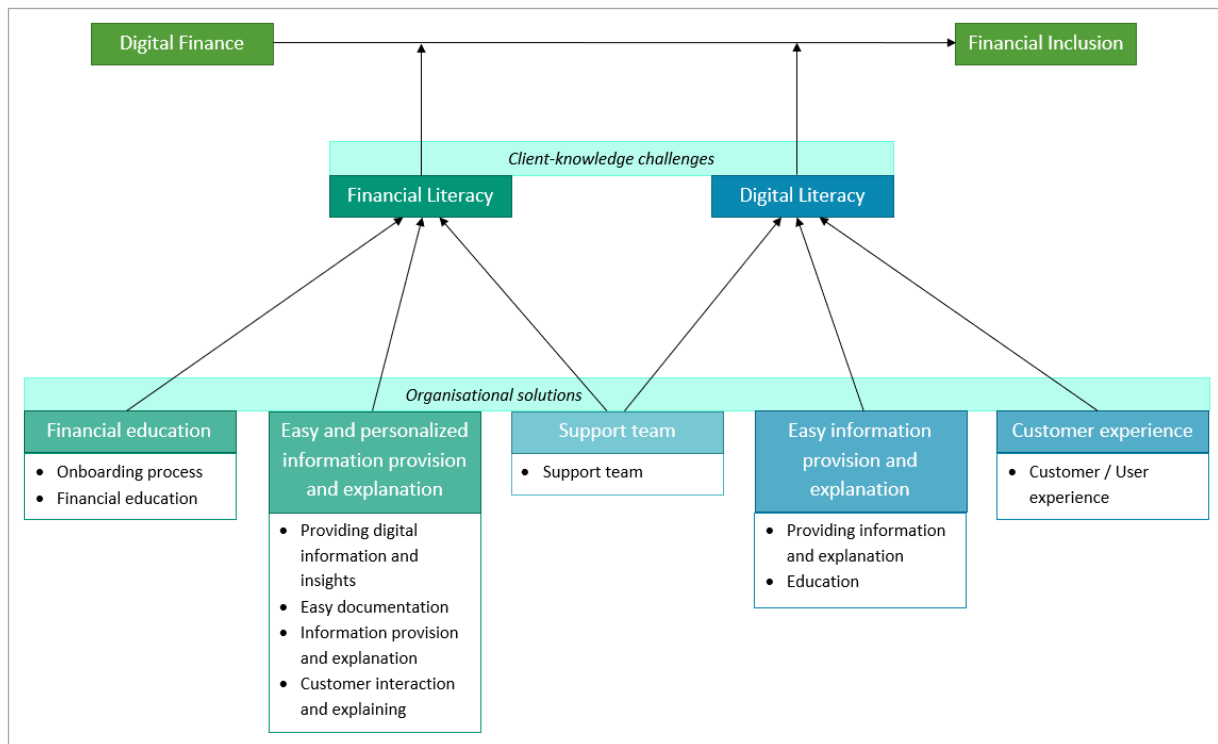 Digital Finance
Financial Inclusion
Client-knowledge challenges
Financial Literacy
Digital Literacy
Organisational solutions
Financial education
• Onboarding process
• Financial education
Easy and personalized
information provision
and explanation
• Providing digital
information and
insights
• Easy documentation
• Information provision
and explanation
• Customer interaction
and explaining
Support team
• Support team
Easy information
provision and
explanation
• Providing information
and explanation
• Education
Customer experience
• Customer / User
experience